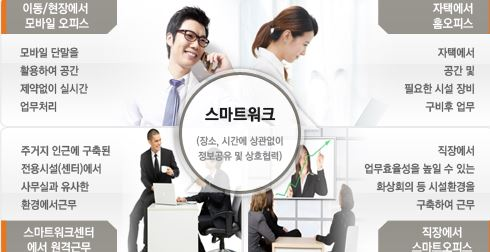 이동/현장에서
모바일 오피스
모바일 단말을
활용하여 공간
제약없이 실시간
업무처리
자택에서
홈오피스
자택에서
공간 및
필요한 시설 장비
구비후 업무
스마트워크
(장소, 시간에 상관없이
정보공유 및 상호협력)
주거지 인근에 구축된
전용시설(센터)에서
사무실과 유사한
환경에서근무
스마트워크센터
에서 원격근무
직장에서
업무효율성을 높일 수 있는
화상회의 등 시설환경을
구축하여 근무
직장에서
스마트오피스